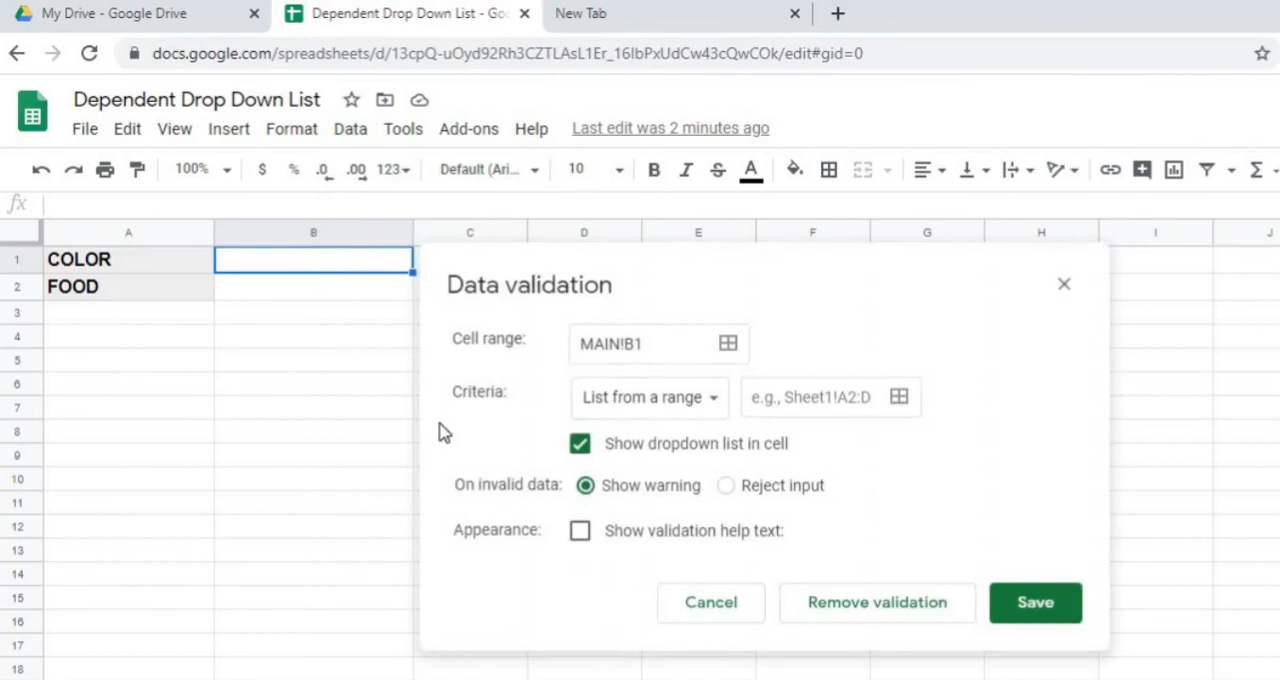 My Drive - Google Drive
Dependent Drop Down List - Go
New Tab
docs.google.com/spreadsheets/d/13cpQ-uOyd92Rh3CZTLAsL1Er_16IbPxUdCw43cQwCOk/edit#gid=0
Dependent Drop Down List
File Edit View Insert Format Data Tools Add-ons Help Last edit was 2 minutes ago
100% $ % .0 .00 123 Default (Ari... 10 B I S A Σ
fx
A B C D E F G H I J
1 COLOR
2 FOOD
3
4
5
6
7
8
9
10
11
12
13
14
15
16
17
18
Data validation
Cell range: MAIN!B1
Criteria: List from a range e.g., Sheet1!A2:D
Show dropdown list in cell
On invalid data: Show warning Reject input
Appearance: Show validation help text:
Cancel Remove validation Save